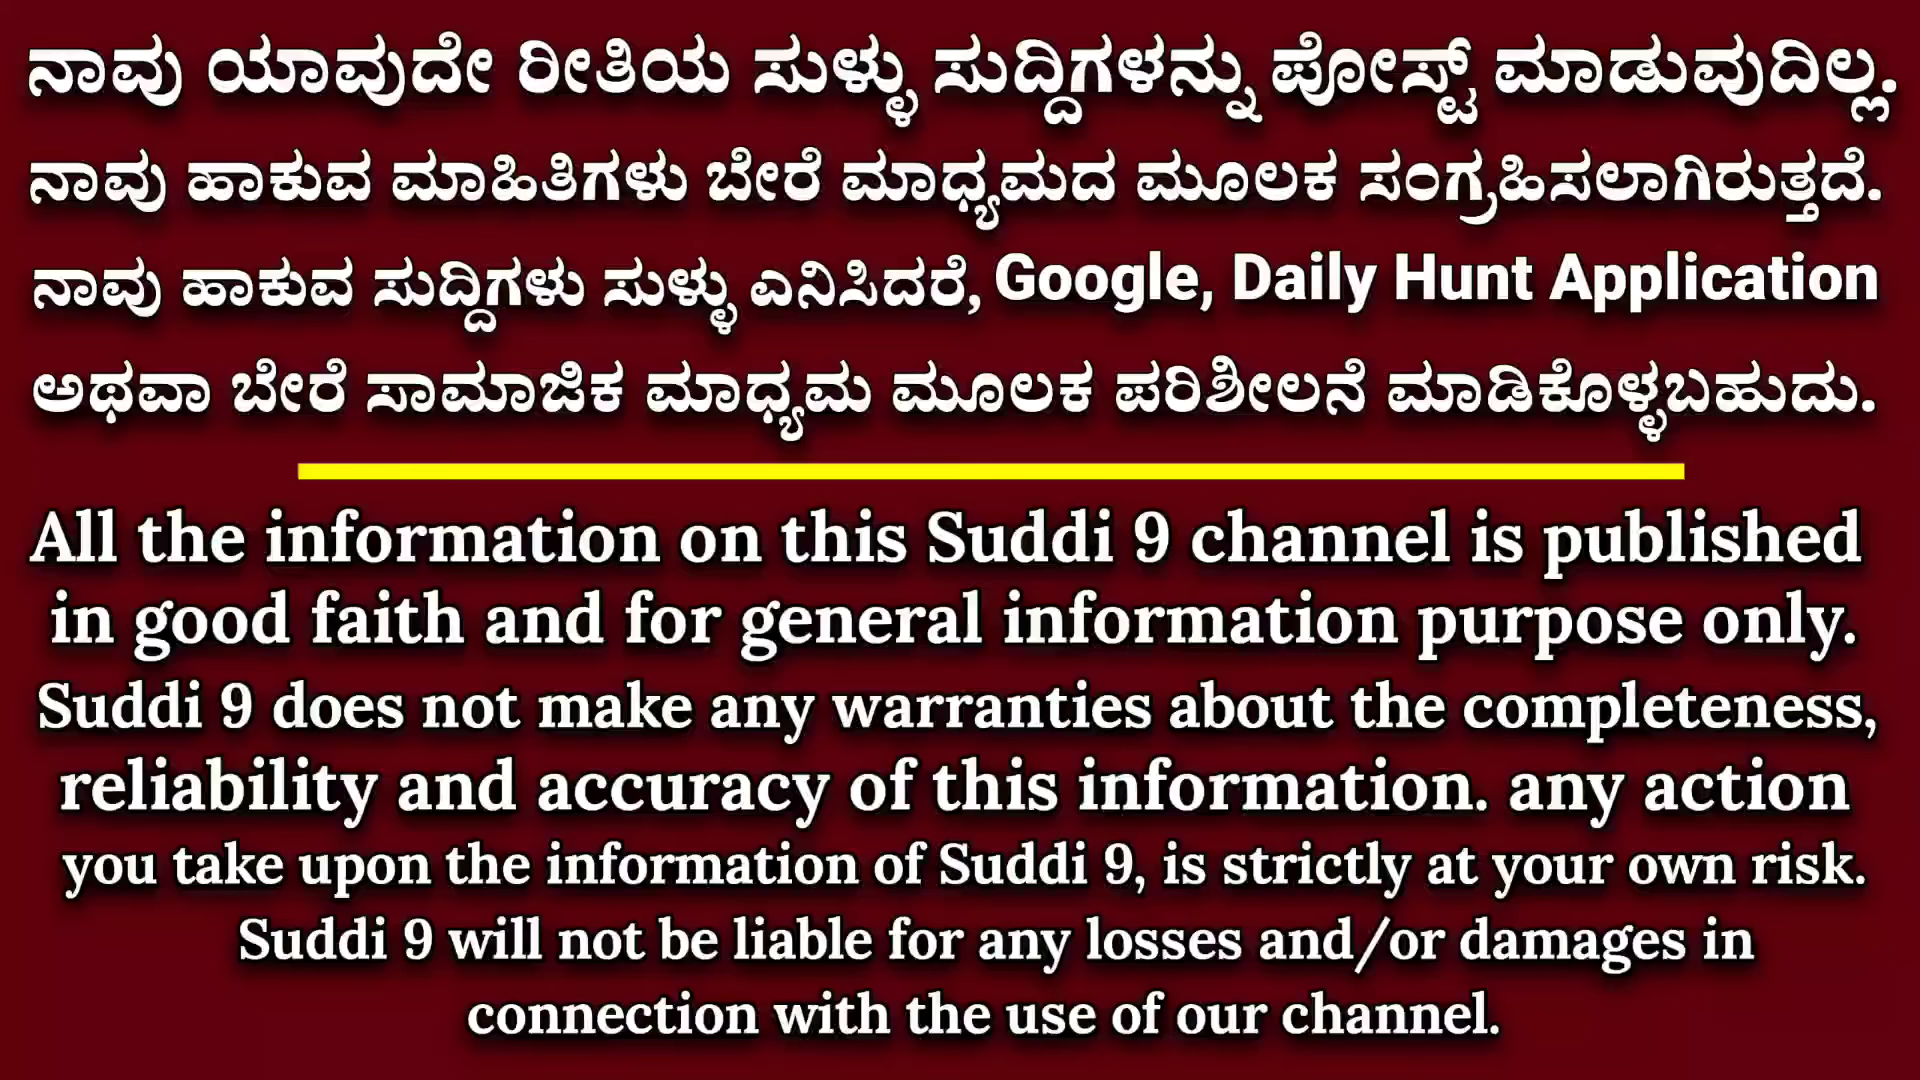 ನಾವು ಯಾವುದೇ ರೀತಿಯ ಸುಳ್ಳು ಸುದ್ದಿಗಳನ್ನು ಪೋಸ್ಟ್ ಮಾಡುವುದಿಲ್ಲ.
ನಾವು ಹಾಕುವ ಮಾಹಿತಿಗಳು ಬೇರೆ ಮಾಧ್ಯಮದ ಮೂಲಕ ಸಂಗ್ರಹಿಸಲಾಗಿರುತ್ತದೆ.
ನಾವು ಹಾಕುವ ಸುದ್ದಿಗಳು ಸುಳ್ಳು ಎನಿಸಿದರೆ, Google, Daily Hunt Application
ಅಥವಾ ಬೇರೆ ಸಾಮಾಜಿಕ ಮಾಧ್ಯಮ ಮೂಲಕ ಪರಿಶೀಲನೆ ಮಾಡಿಕೊಳ್ಳಬಹುದು.
All the information on this Suddi 9 channel is published
in good faith and for general information purpose only.
Suddi 9 does not make any warranties about the completeness,
reliability and accuracy of this information. any action
you take upon the information of Suddi 9, is strictly at your own risk.
Suddi 9 will not be liable for any losses and/or damages in
connection with the use of our channel.